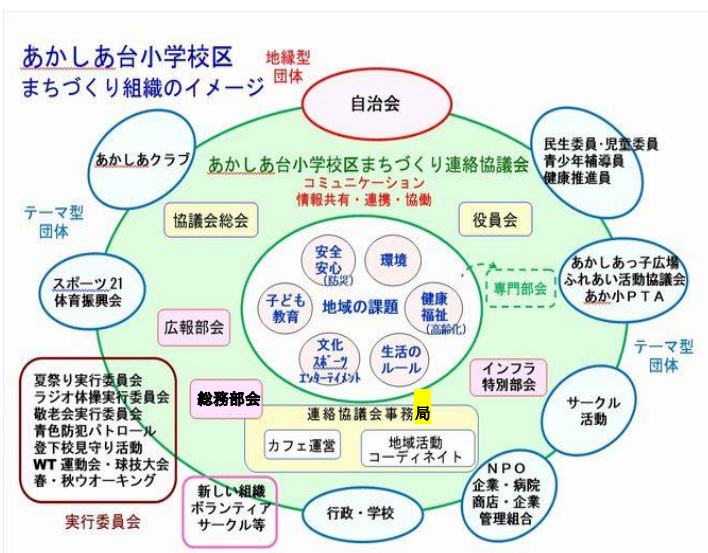 あかしあ台小学校区
まちづくり組織のイメージ
地縁型
団体
自治会
あかしあクラブ
民生委員・児童委員
青少年補導員
健康推進員
あかしあ台小学校区まちづくり連絡協議会
コミュニケーション
情報共有・連携・協働
テーマ型
団体
協議会総会
役員会
安全
安心
(防災)
環境
あかしあっ子広場
ふれあい活動協議会
あか小PTA
スポーツ21
体育振興会
専門部会
子ども
教育
地域の課題
健康
福祉
(高齢化)
広報部会
文化
スポーツ
エンターテイメント
生活の
ルール
テーマ型
団体
インフラ
特別部会
夏祭り実行委員会
ラジオ体操実行委員会
敬老会実行委員会
青色防犯パトロール
登下校見守り活動
WT 運動会・球技大会
春・秋ウオーキング
総務部会
連絡協議会事務局
カフェ運営
地域活動
コーディネイト
サークル
活動
NPO
企業・病院
商店・企業
管理組合
新しい組織
ボランティア
サークル等
行政・学校
実行委員会